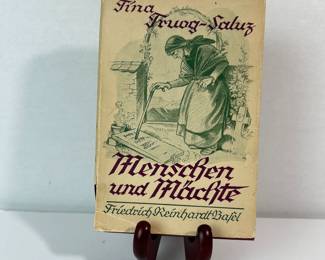 Tina
Truog-Saluz
Menschen
und Mächte
Friedrich Reinhardt Basel